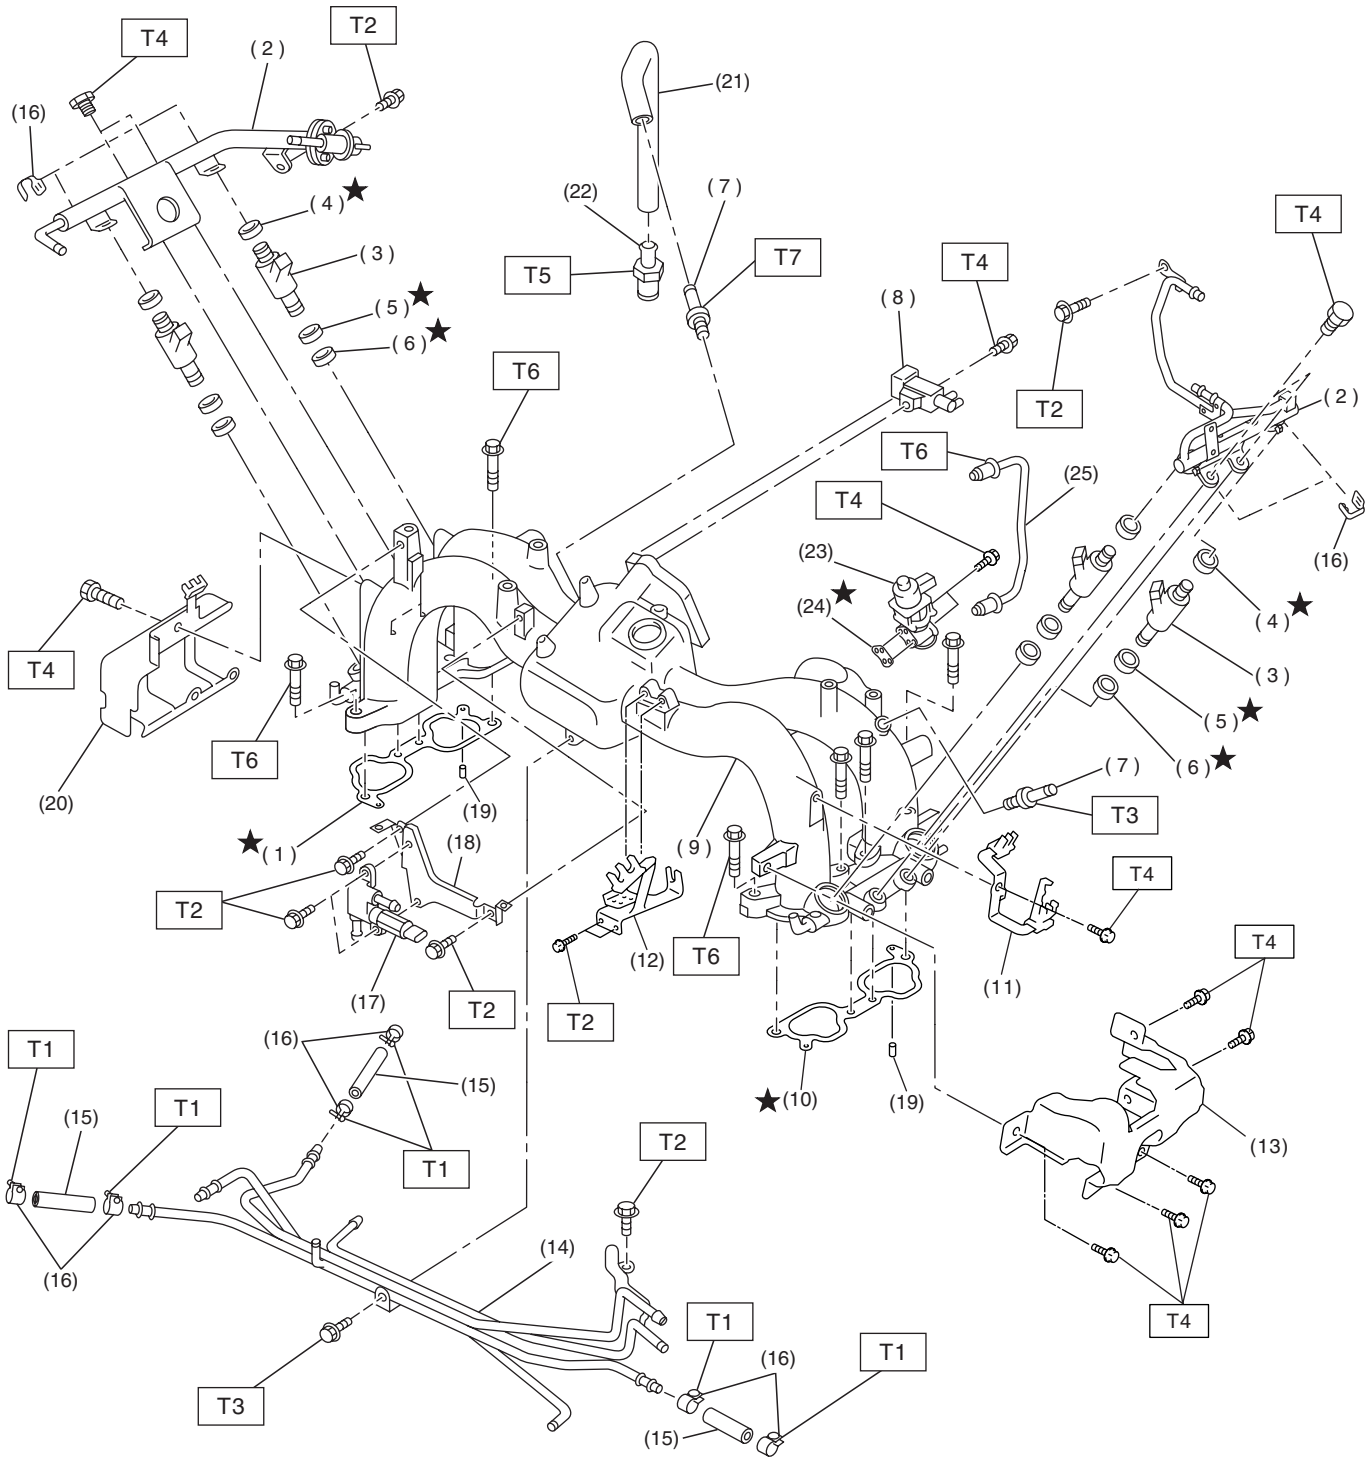 T2
T4
( 2 )
(21)
(16)
(7 )
( 4 ) ★
(22)
T4
T4
( 3 )
T7
T5
( 8 )
( 5 ) ★
( 6 ) ★
T6
T2
( 2 )
T6
(25)
T4
(16)
(23)
★
(24)
( 4 ) ★
T4
( 3 )
( 5 ) ★
T6
( 6 ) ★
( 7 )
(20)
(19)
T3
★ ( 1 )
(18)
( 9 )
T4
T2
T6
(12)
T4
(11)
(17)
T2
T2
(16)
T1
(15)
T1
★ (10)
(19)
(15)
T2
(13)
T1
(14)
(16)
T4
T1
(16)
T1
T3
(15)